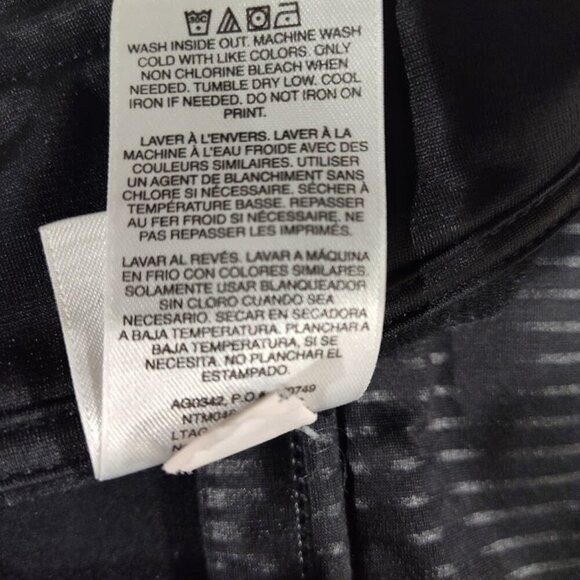 WASH INSIDE OUT. MACHINE WASH
COLD WITH LIKE COLORS. ONLY
NON CHLORINE BLEACH WHEN
NEEDED. TUMBLE DRY LOW. COOL
IRON IF NEEDED. DO NOT IRON ON
PRINT.
LAVER À L'ENVERS. LAVER À LA
MACHINE À L'EAU FROIDE AVEC DES
COULEURS SIMILAIRES. UTILISER
UN AGENT DE BLANCHIMENT SANS
CHLORE SI NÉCESSAIRE. SÉCHER À
TEMPÉRATURE BASSE. REPASSER
AU FER FROID SI NÉCESSAIRE. NE
PAS REPASSER LES IMPRIMÉS.
LAVAR AL REVÉS. LAVAR A MÁQUINA
EN FRIO CON COLORES SIMILARES.
SOLAMENTE USAR BLANQUEADOR
SIN CLORO CUANDO SEA
NECESARIO. SECAR EN SECADORA
A BAJA TEMPERATURA. PLANCHAR A
BAJA TEMPERATURA, SI SE
NECESITA. NO PLANCHAR EL
ESTAMPADO.
AG0342, P.O.